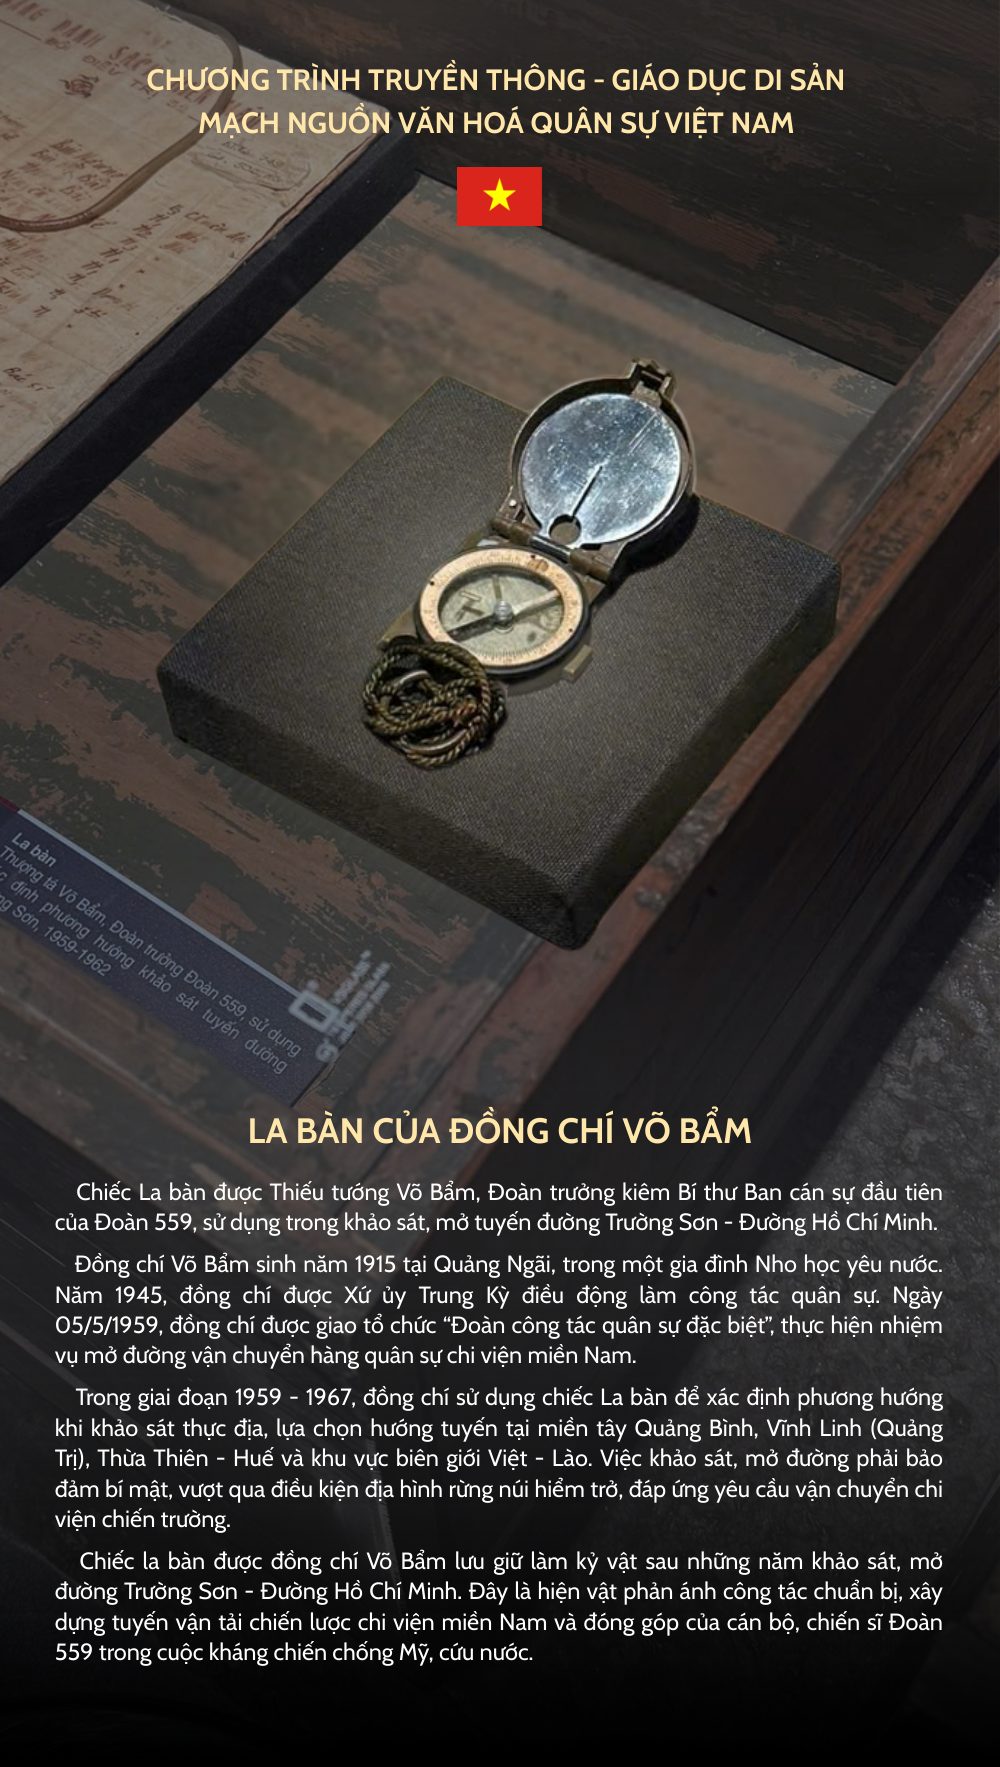 CHƯƠNG TRÌNH TRUYỀN THÔNG - GIÁO DỤC DI SẢN
MẠCH NGUỒN VĂN HOÁ QUÂN SỰ VIỆT NAM
DANH SÁCH
La bàn
Thượng tá Võ Bẩm, Đoàn trưởng Đoàn 559, sử dụng
định phương hướng khảo sát tuyến đường
Sơn, 1959-1962
LA BÀN CỦA ĐỒNG CHÍ VÕ BẨM
Chiếc La bàn được Thiếu tướng Võ Bẩm, Đoàn trưởng kiêm Bí thư Ban cán sự đầu tiên
của Đoàn 559, sử dụng trong khảo sát, mở tuyến đường Trường Sơn - Đường Hồ Chí Minh.
Đồng chí Võ Bẩm sinh năm 1915 tại Quảng Ngãi, trong một gia đình Nho học yêu nước.
Năm 1945, đồng chí được Xứ ủy Trung Kỳ điều động làm công tác quân sự. Ngày
05/5/1959, đồng chí được giao tổ chức “Đoàn công tác quân sự đặc biệt”, thực hiện nhiệm
vụ mở đường vận chuyển hàng quân sự chi viện miền Nam.
Trong giai đoạn 1959 - 1967, đồng chí sử dụng chiếc La bàn để xác định phương hướng
khi khảo sát thực địa, lựa chọn hướng tuyến tại miền tây Quảng Bình, Vĩnh Linh (Quảng
Trị), Thừa Thiên - Huế và khu vực biên giới Việt - Lào. Việc khảo sát, mở đường phải bảo
đảm bí mật, vượt qua điều kiện địa hình rừng núi hiểm trở, đáp ứng yêu cầu vận chuyển chi
viện chiến trường.
Chiếc la bàn được đồng chí Võ Bẩm lưu giữ làm kỷ vật sau những năm khảo sát, mở
đường Trường Sơn - Đường Hồ Chí Minh. Đây là hiện vật phản ánh công tác chuẩn bị, xây
dựng tuyến vận tải chiến lược chi viện miền Nam và đóng góp của cán bộ, chiến sĩ Đoàn
559 trong cuộc kháng chiến chống Mỹ, cứu nước.